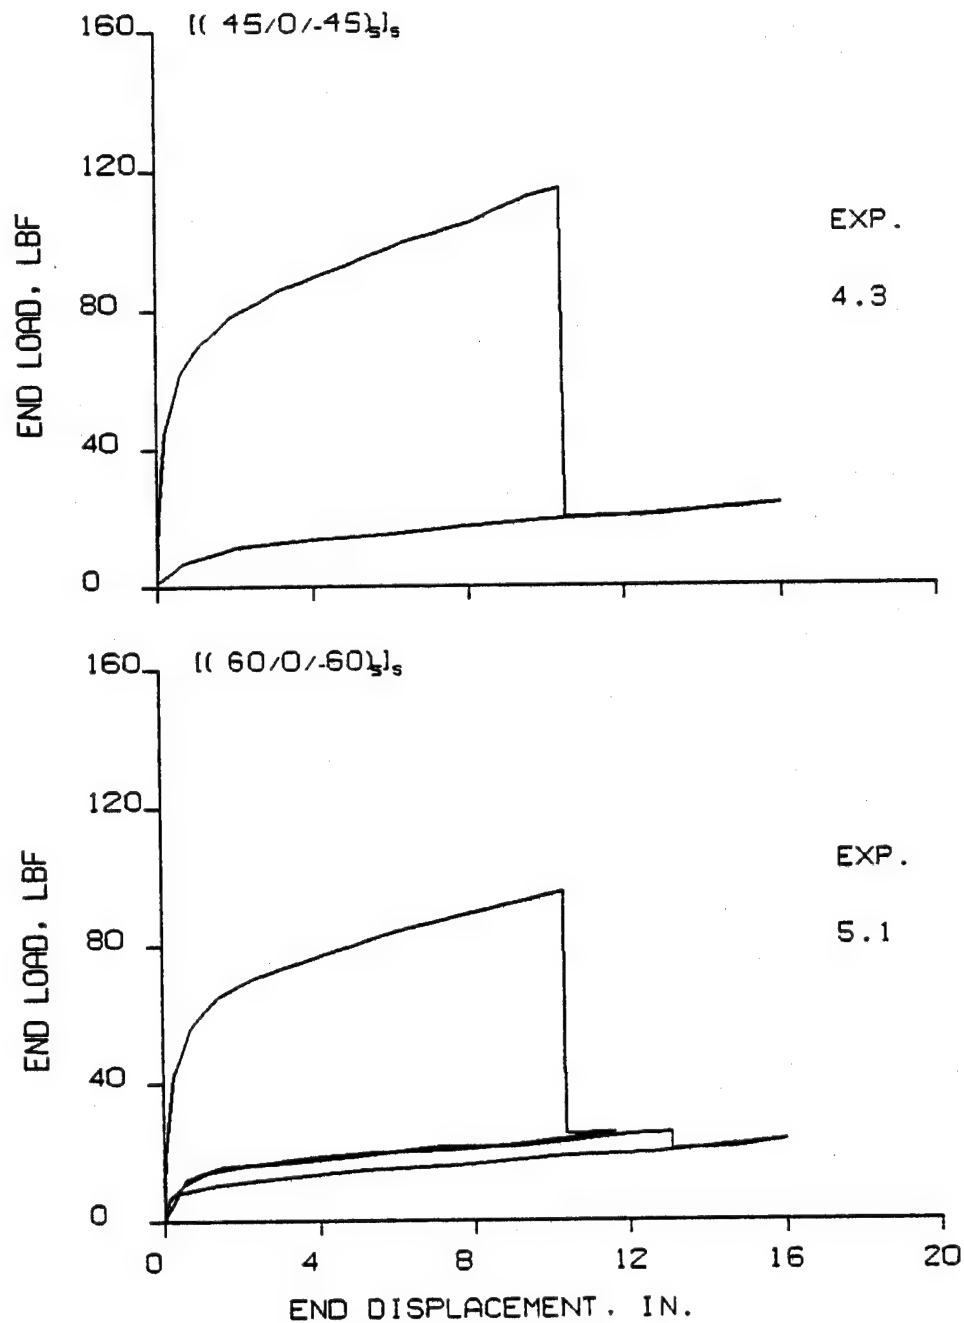 160
[( 45/0/-45)s]s
120
EXP.
END LOAD, LBF
80
4.3
40
0
160
[( 60/0/-60)s]s
120
EXP.
END LOAD, LBF
80
5.1
40
0
0 4 8 12 16 20
END DISPLACEMENT, IN.